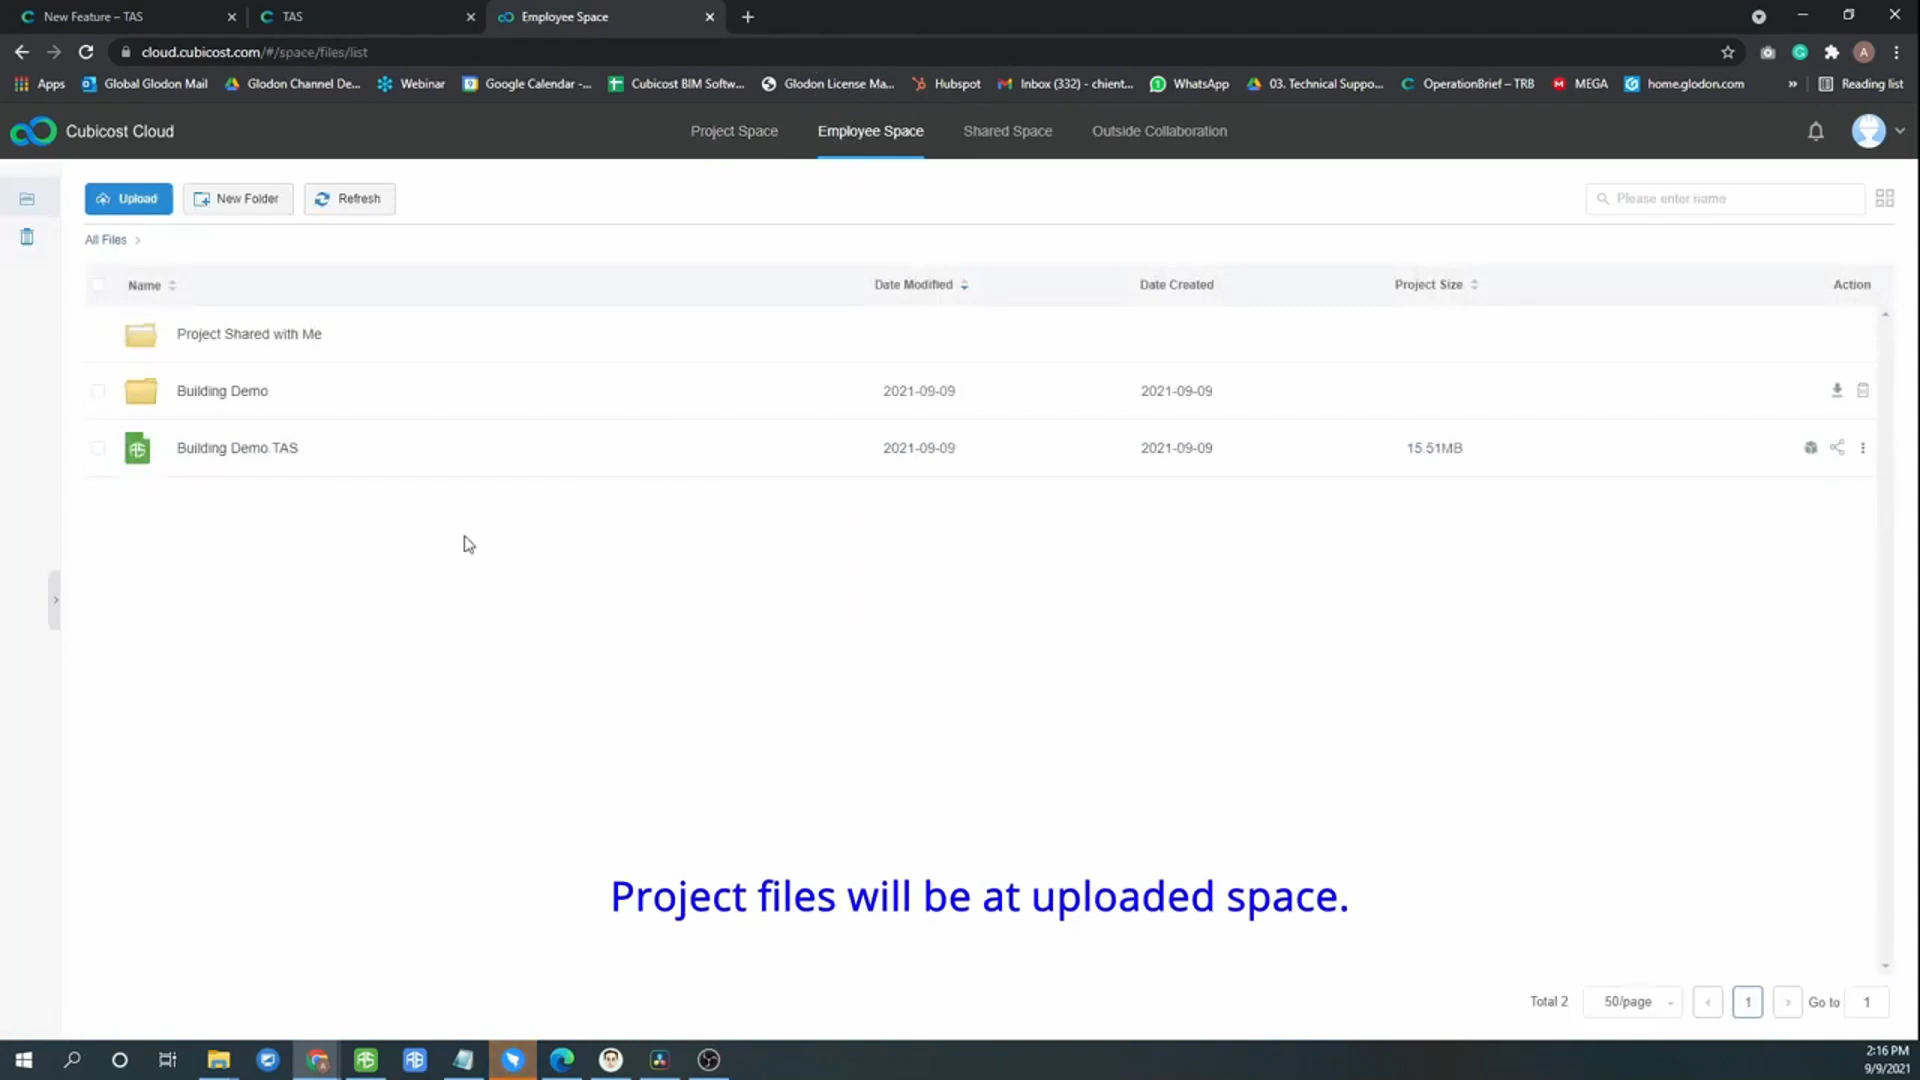 New Feature – TAS
TAS
Employee Space
cloud.cubicost.com/#/space/files/list
A
Apps
Global Glodon Mail
Glodon Channel De...
Webinar
Google Calendar -...
Cubicost BIM Softw...
Glodon License Ma...
Hubspot
Inbox (332) - chient...
WhatsApp
03. Technical Suppo...
OperationBrief – TRB
MEGA
home.glodon.com
»
Reading list
Cubicost Cloud
Project Space
Employee Space
Shared Space
Outside Collaboration
Upload
New Folder
Refresh
Please enter name
All Files >
Name
Date Modified
Date Created
Project Size
Action
Project Shared with Me
Building Demo
2021-09-09
2021-09-09
Building Demo.TAS
2021-09-09
2021-09-09
15.51MB
Project files will be at uploaded space.
Total 2
50/page
1
Go to
1
2:16 PM
9/9/2021